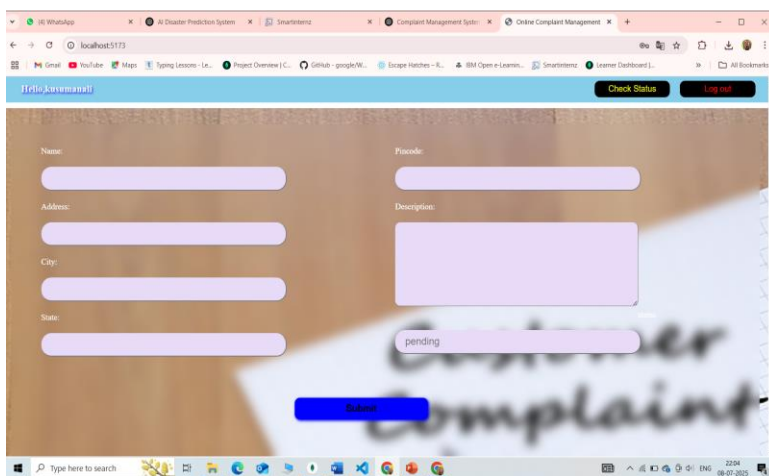 (4) WhatsApp
AI Disaster Prediction System
Smartinternz
Complaint Management Syste
Online Complaint Management
localhost:5173
Gmail
YouTube
Maps
Typing Lessons - Le...
Project Overview | C...
GitHub - google/W...
Escape Hatches – R...
IBM Open e-Learnin...
Smartinternz
Learner Dashboard |...
»
All Bookmarks
Hello,kusumanali
Check Status
Log out
Name:
Pincode:
Address:
Description:
City:
State:
pending
Submit
Customer
Complaint
Type here to search
ENG
22:04
08-07-2025